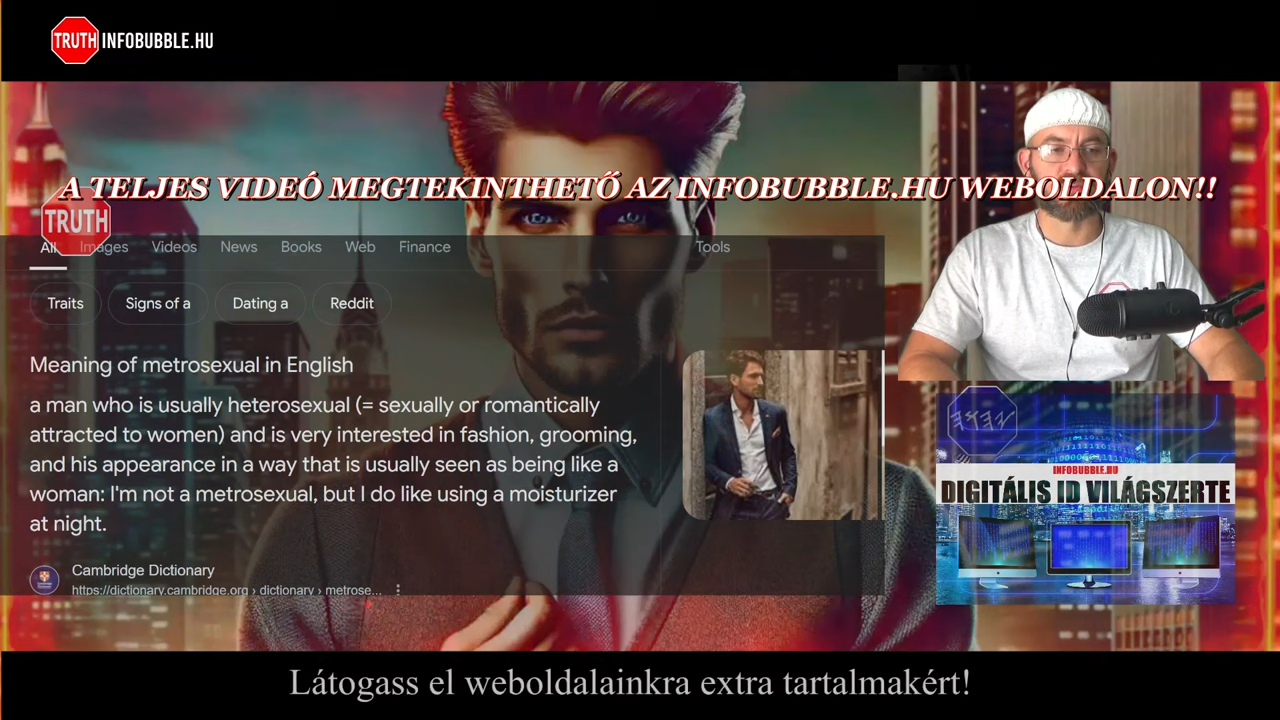 TRUTH INFOBUBBLE.HU
A TELJES VIDEÓ MEGTEKINTHETŐ AZ INFOBUBBLE.HU WEBOLDALON!!
TRUTH
All Images Videos News Books Web Finance Tools
Traits Signs of a Dating a Reddit
Meaning of metrosexual in English
a man who is usually heterosexual (= sexually or romantically
attracted to women) and is very interested in fashion, grooming,
and his appearance in a way that is usually seen as being like a
woman: I'm not a metrosexual, but I do like using a moisturizer
at night.
Cambridge Dictionary
https://dictionary.cambridge.org › dictionary › metrose...
INFOBUBBLE.HU
DIGITÁLIS ID VILÁGSZERTE
Látogass el weboldalainkra extra tartalmakért!